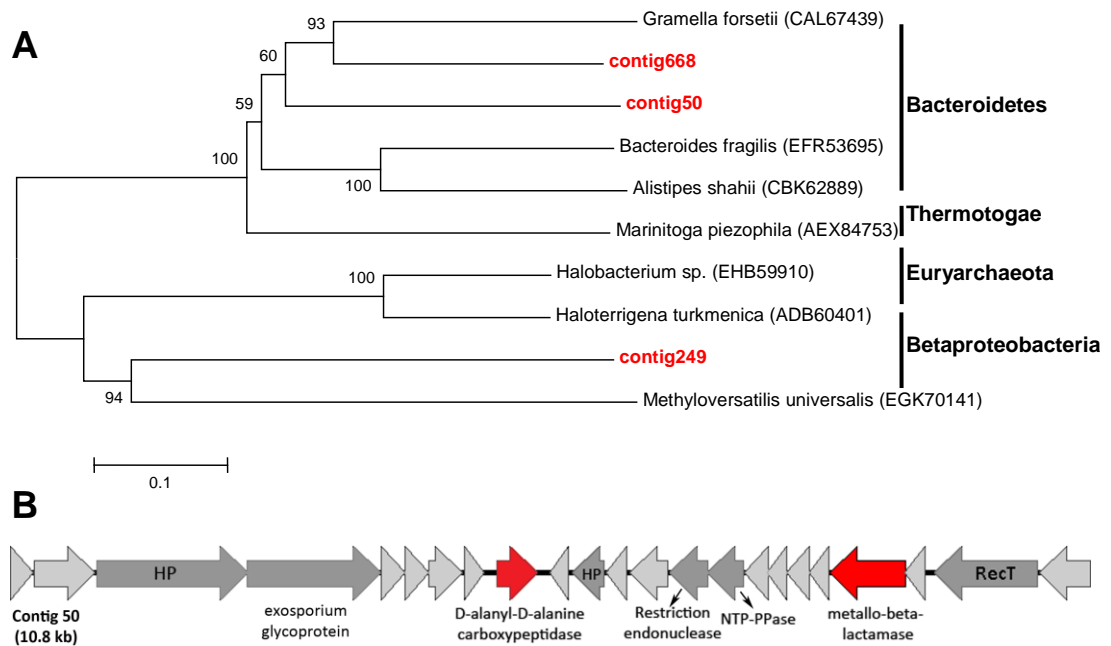 A
93
Gramella forsetii (CAL67439)
60
contig668
59
contig50
Bacteroidetes
100
Bacteroides fragilis (EFR53695)
100
Alistipes shahii (CBK62889)
Marinitoga piezophila (AEX84753)
Thermotogae
100
Halobacterium sp. (EHB59910)
Euryarchaeota
Haloterrigena turkmenica (ADB60401)
contig249
Betaproteobacteria
94
Methyloversatilis universalis (EGK70141)
0.1
B
HP
HP
RecT
Contig 50
(10.8 kb)
exosporium
glycoprotein
D-alanyl-D-alanine
carboxypeptidase
Restriction
endonuclease
NTP-PPase
metallo-beta-
lactamase